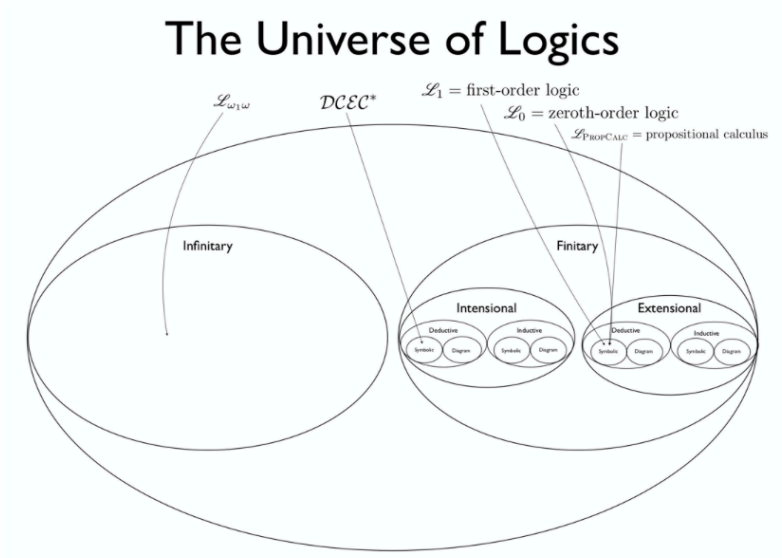 The Universe of Logics
ℒ₁ = first-order logic
ℒω₁ω
𝒟𝒞ℰ𝒞*
ℒ₀ = zeroth-order logic
ℒPropCalc = propositional calculus
Infinitary
Finitary
Intensional
Extensional
Deductive
Inductive
Deductive
Inductive
Symbolic
Diagram
Symbolic
Diagram
Symbolic
Diagram
Symbolic
Diagram